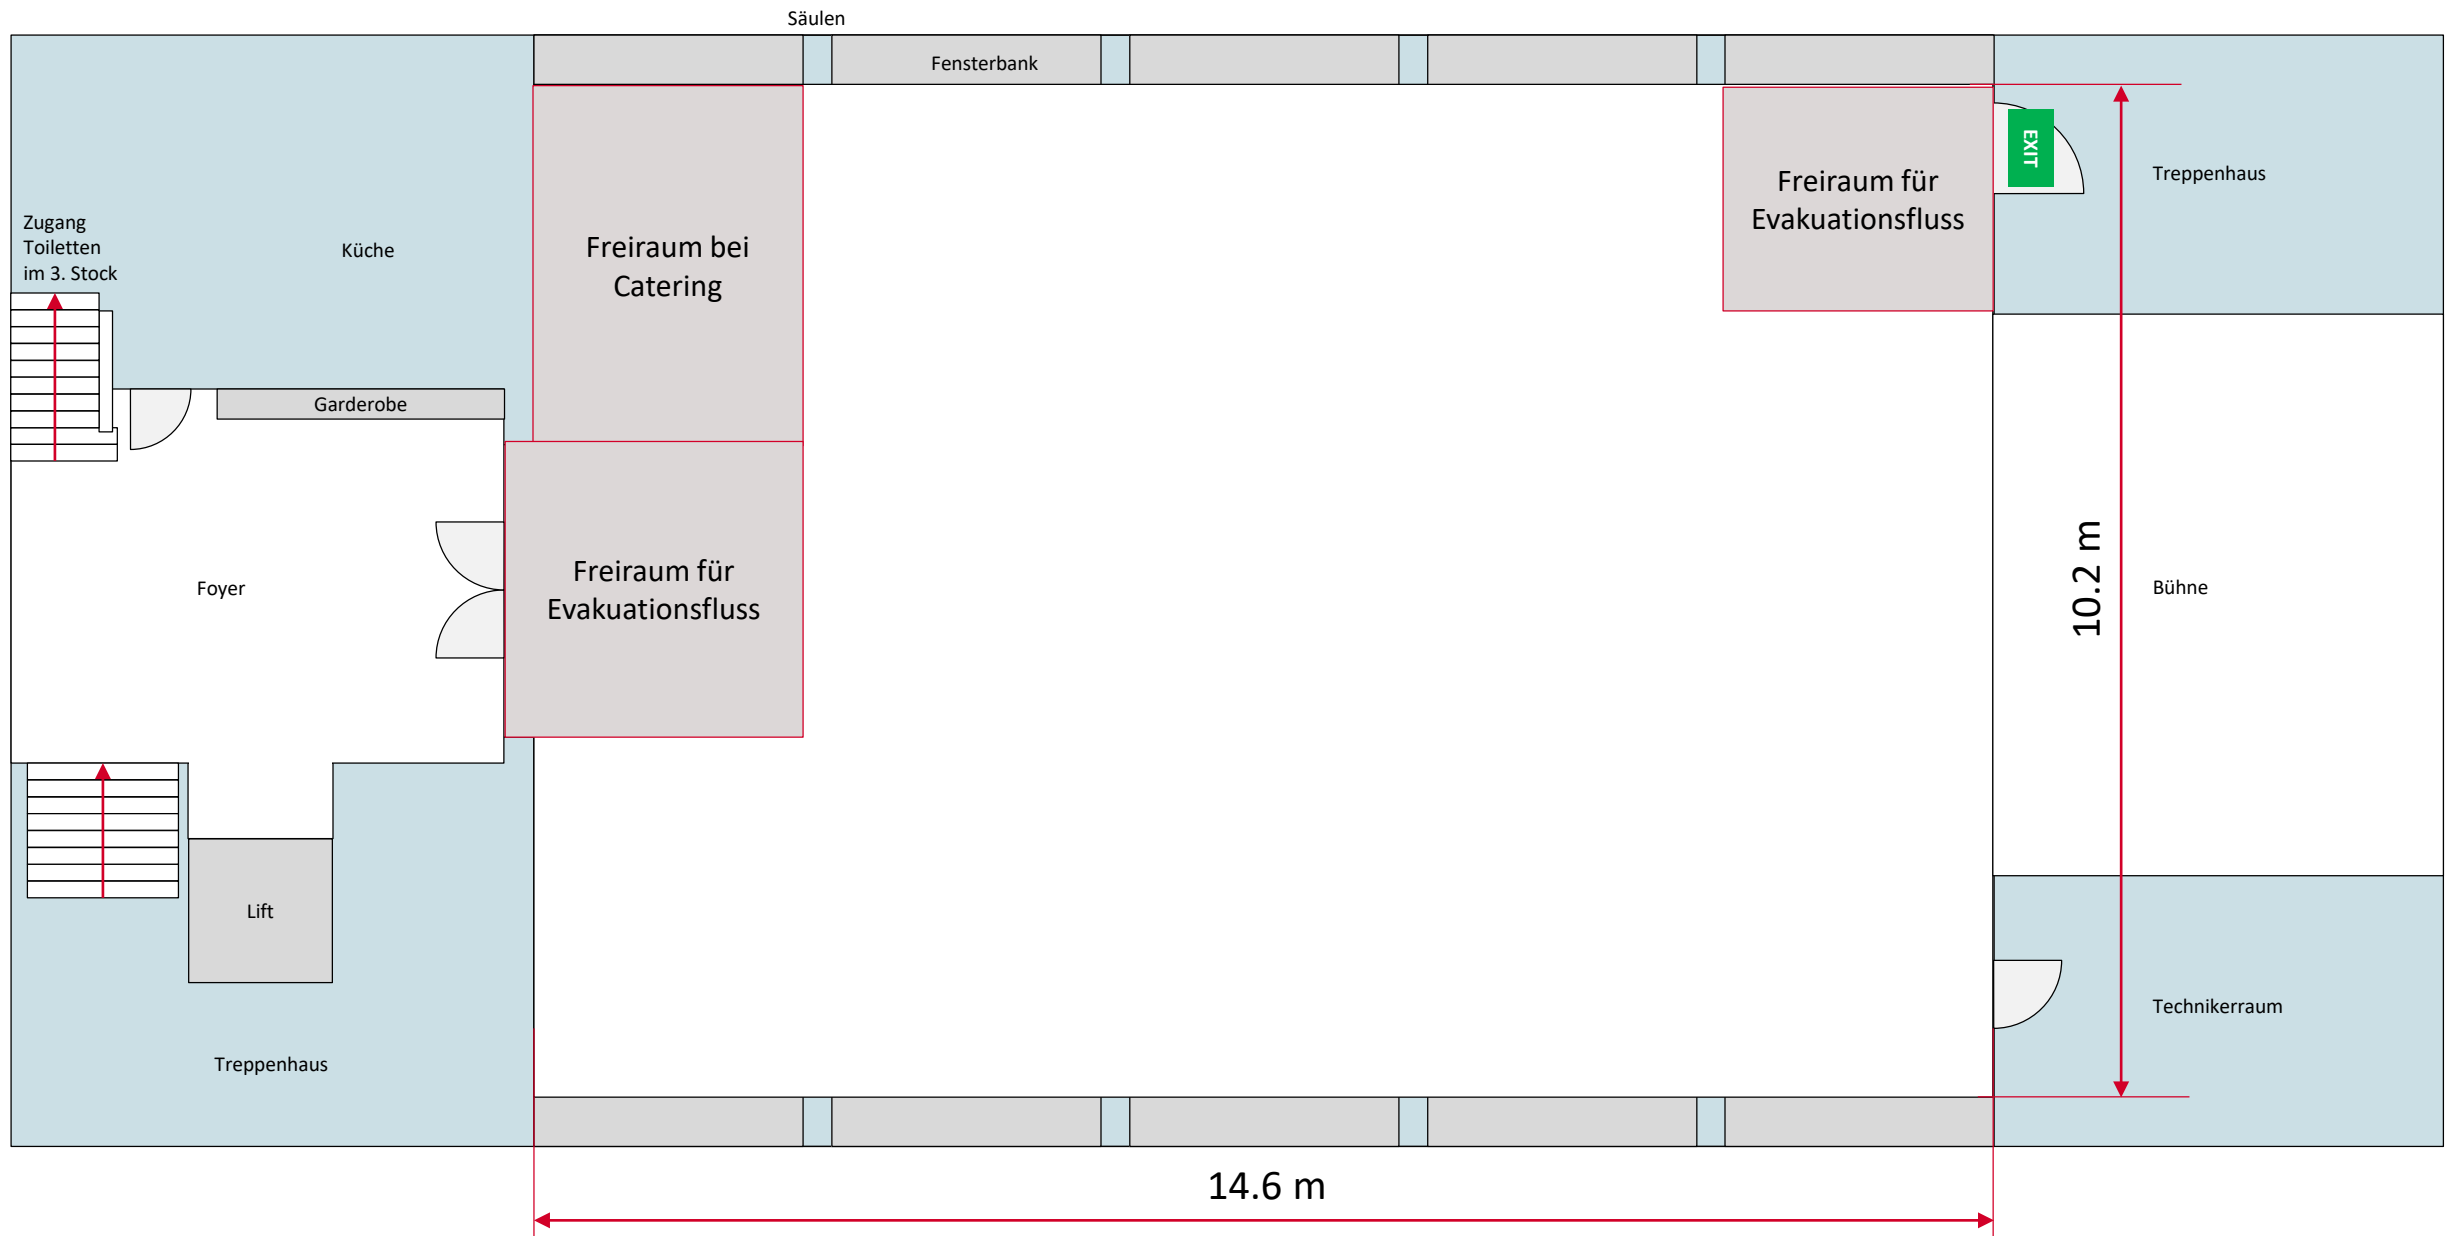 Säulen
Fensterbank
EXIT
Treppenhaus
Freiraum für
Evakuationsfluss
Zugang
Toiletten
im 3. Stock
Küche
Freiraum bei
Catering
Garderobe
Foyer
Freiraum für
Evakuationsfluss
10.2 m
Bühne
Lift
Technikerraum
Treppenhaus
14.6 m